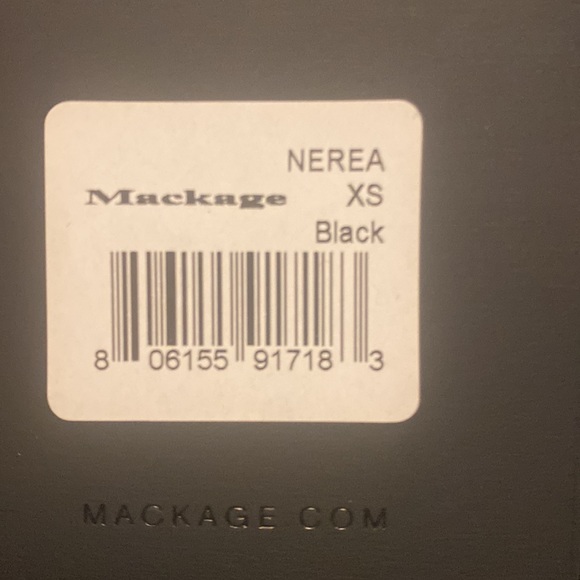 NEREA
Mackage XS
Black
8 06155 91718 3
MACKAGE COM